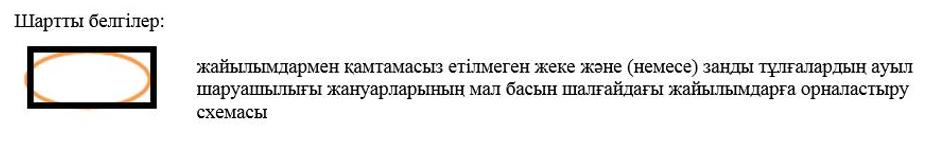 Шартты белгілер:
жайылымдармен қамтамасыз етілмеген жеке және (немесе) заңды тұлғалардың ауыл
шаруашылығы жануарларының мал басын шалғайдағы жайылымдарға орналастыру
схемасы